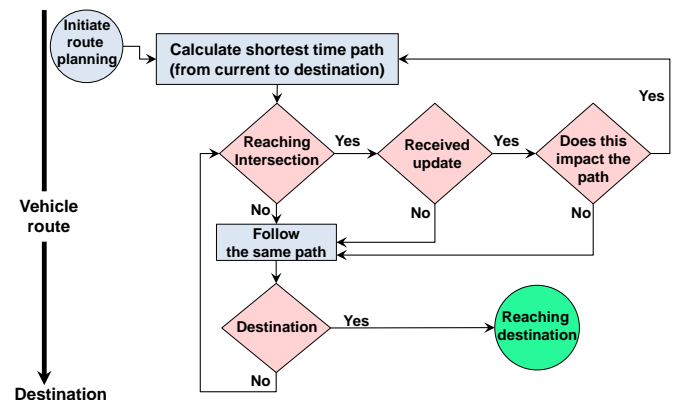 Initiate
route
planning
Calculate shortest time path
(from current to destination)
Yes
Reaching
Intersection
Yes
Received
update
Yes
Does this
impact the
path
No
No
No
Vehicle
route
Follow
the same path
Destination
Yes
Reaching
destination
No
Destination